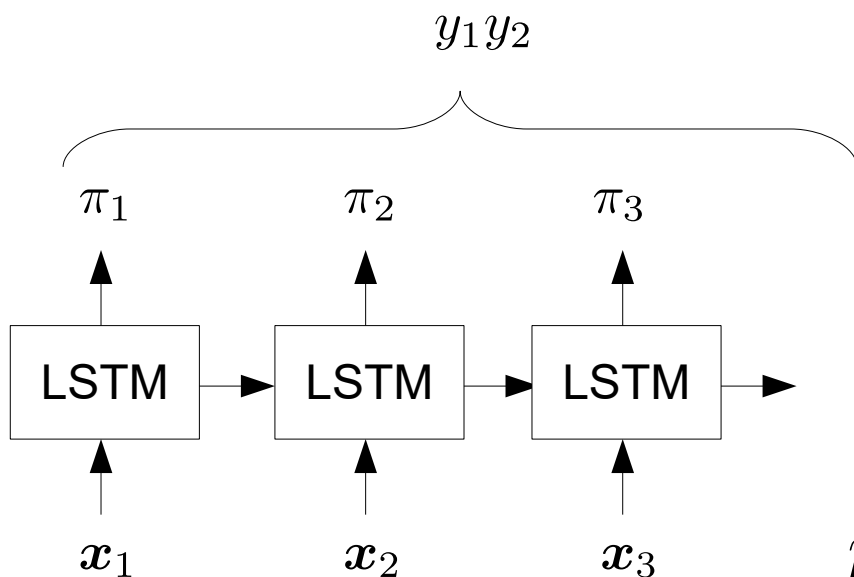 y₁y₂
π₁ π₂ π₃
LSTM LSTM LSTM
x₁ x₂ x₃